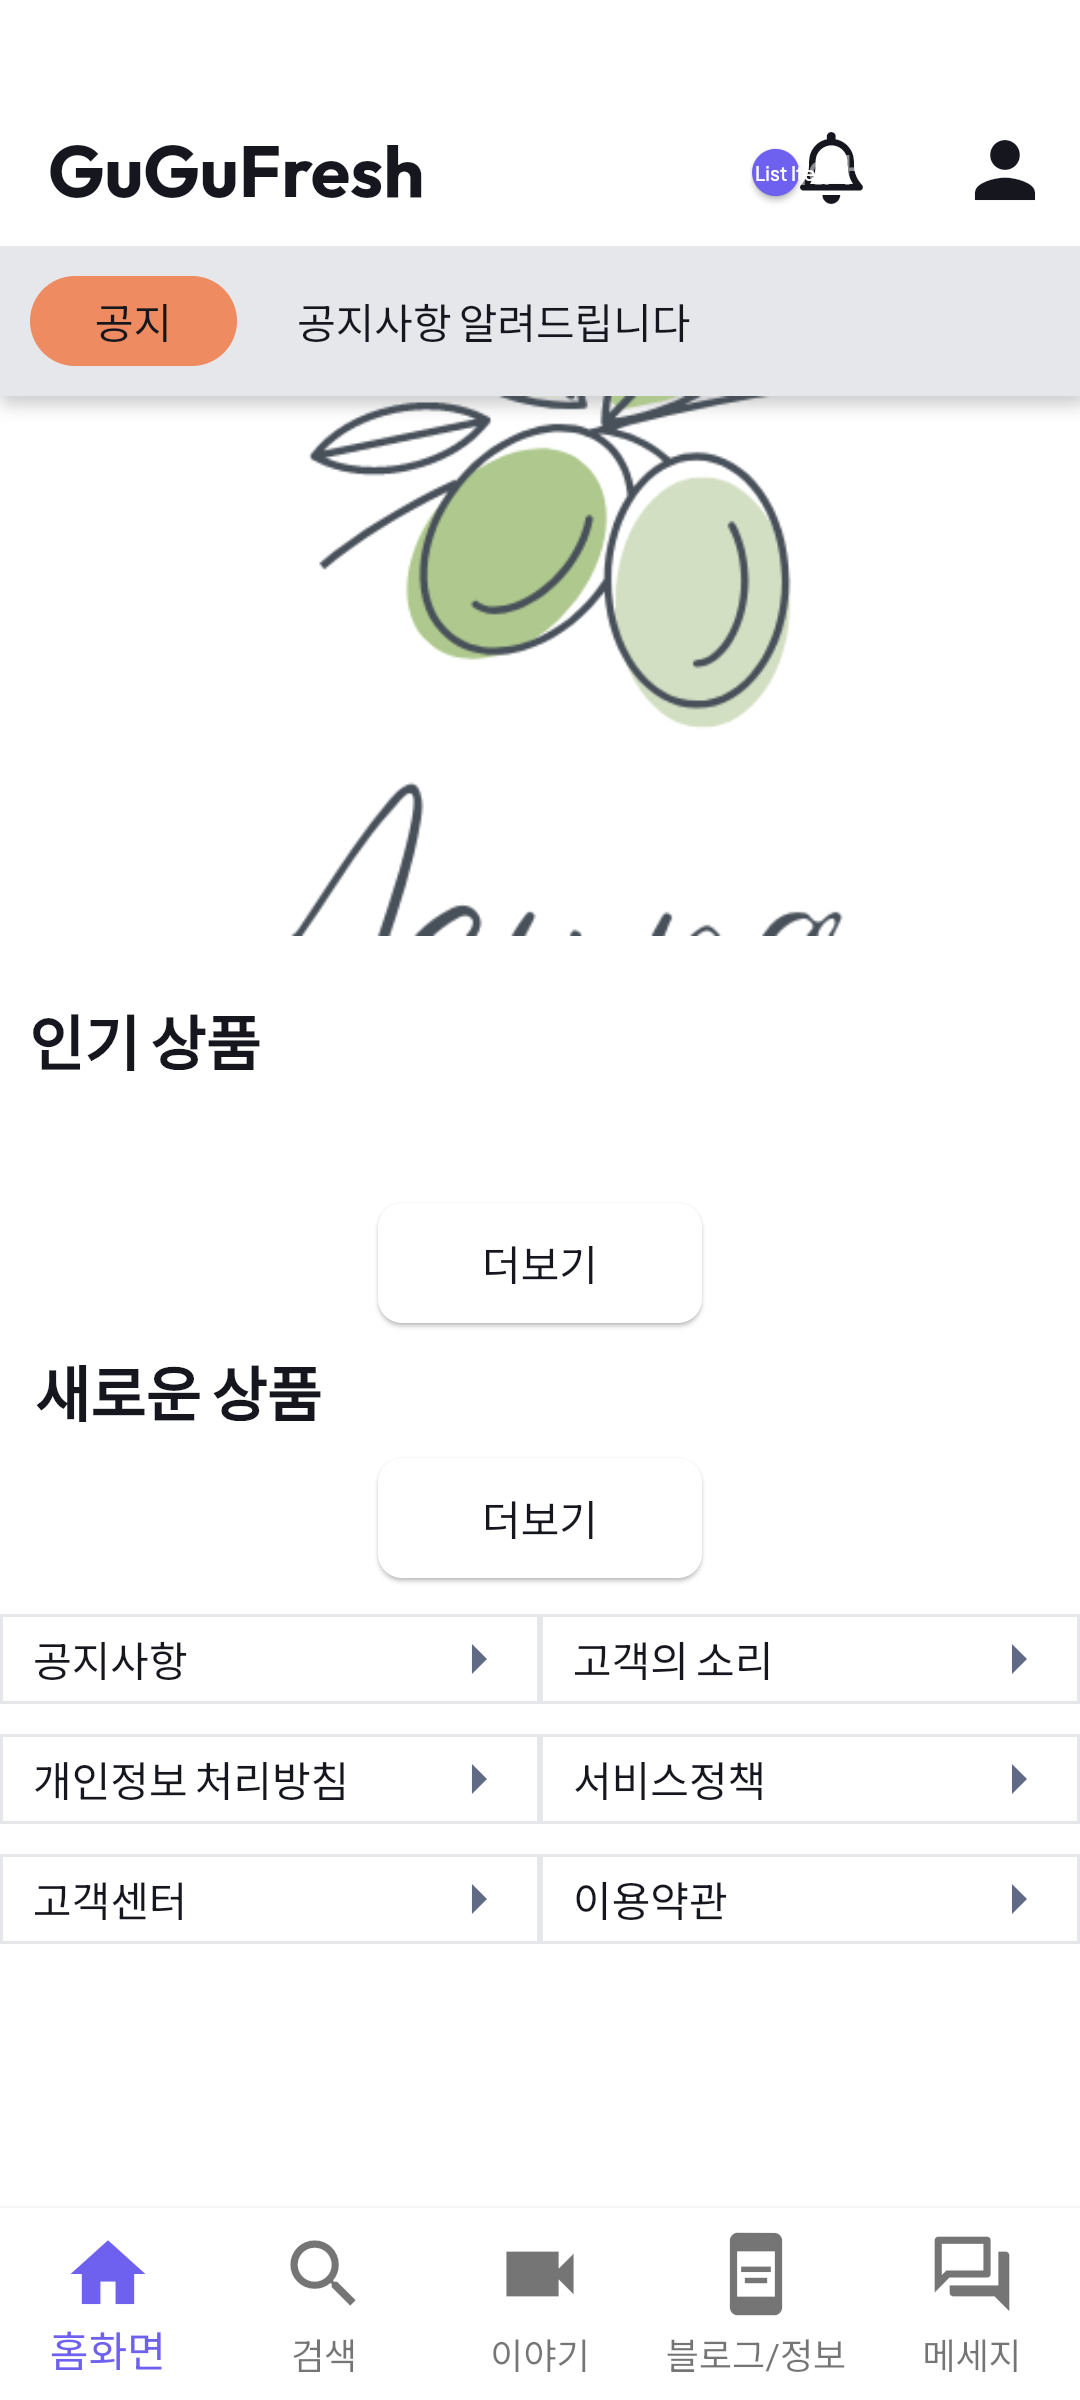 GuGuFresh
List Ite
공지
공지사항 알려드립니다
인기 상품
더보기
새로운 상품
더보기
공지사항
고객의 소리
개인정보 처리방침
서비스정책
고객센터
이용약관
홈화면
검색
이야기
블로그/정보
메세지